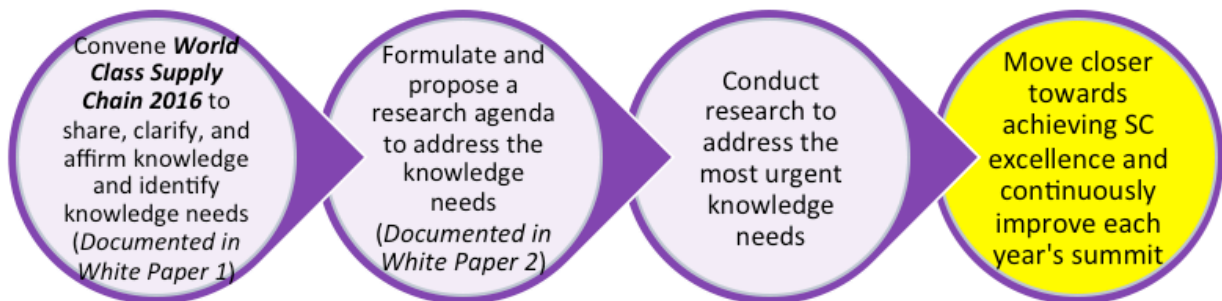 Convene World
Class Supply
Chain 2016 to
share, clarify, and
affirm knowledge
and identify
knowledge needs
(Documented in
White Paper 1)
Formulate and
propose a
research agenda
to address the
knowledge
needs
(Documented in
White Paper 2)
Conduct
research to
address the
most urgent
knowledge
needs
Move closer
towards
achieving SC
excellence and
continuously
improve each
year's summit